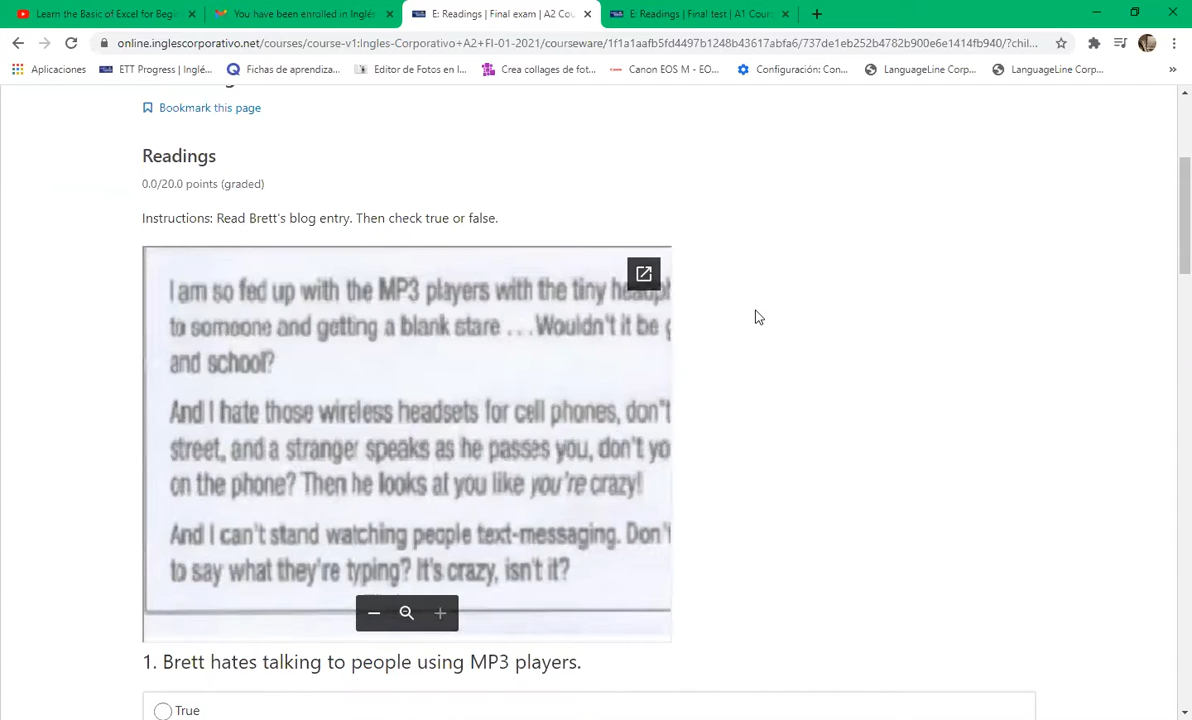 Learn the Basic of Excel for Begin
You have been enrolled in Inglés
E: Readings | Final exam | A2 Cou
E: Readings | Final test | A1 Cours
online.inglescorporativo.net/courses/course-v1:Ingles-Corporativo+A2+FI-01-2021/courseware/1f1a1aafb5fd4497b1248b43617abfa6/737de1eb252b4782b900e6e1414fb940/?chil...
Aplicaciones
ETT Progress | Inglé...
Fichas de aprendiza...
Editor de Fotos en l...
Crea collages de fot...
Canon EOS M - EO...
Configuración: Con...
LanguageLine Corp...
LanguageLine Corp...
»
Bookmark this page
Readings
0.0/20.0 points (graded)
Instructions: Read Brett's blog entry. Then check true or false.
I am so fed up with the MP3 players with the tiny headph
to someone and getting a blank stare ... Wouldn't it be g
and school?
And I hate those wireless headsets for cell phones, don't
street, and a stranger speaks as he passes you, don't yo
on the phone? Then he looks at you like you're crazy!
And I can't stand watching people text-messaging. Don't
to say what they're typing? It's crazy, isn't it?
1. Brett hates talking to people using MP3 players.
True